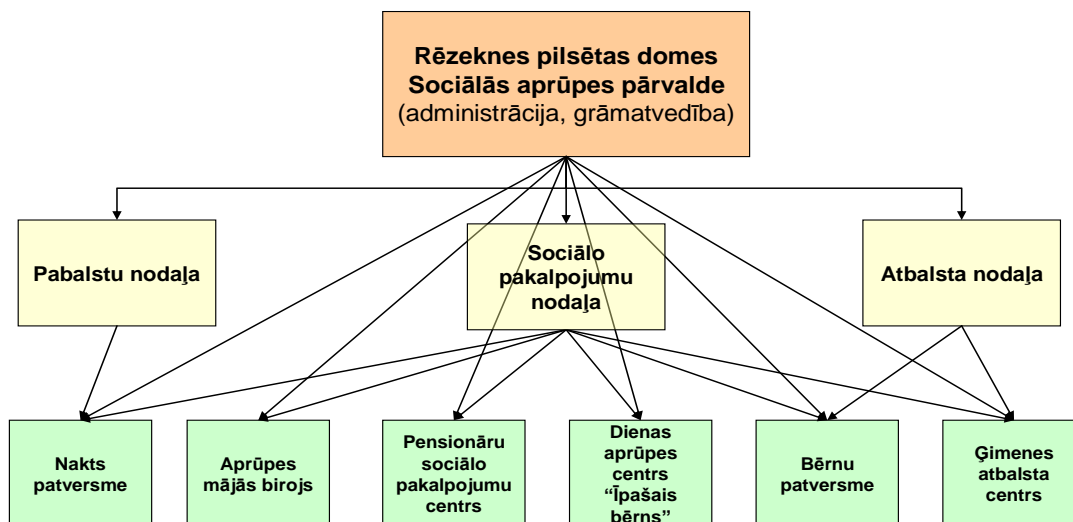 Rēzeknes pilsētas domes
Sociālās aprūpes pārvalde
(administrācija, grāmatvedība)
Pabalstu nodaļa
Sociālo
pakalpojumu
nodaļa
Atbalsta nodaļa
Nakts
patversme
Aprūpes
mājās birojs
Pensionāru
sociālo
pakalpojumu
centrs
Dienas
aprūpes
centrs
“Īpašais
bērns”
Bērnu
patversme
Ģimenes
atbalsta
centrs